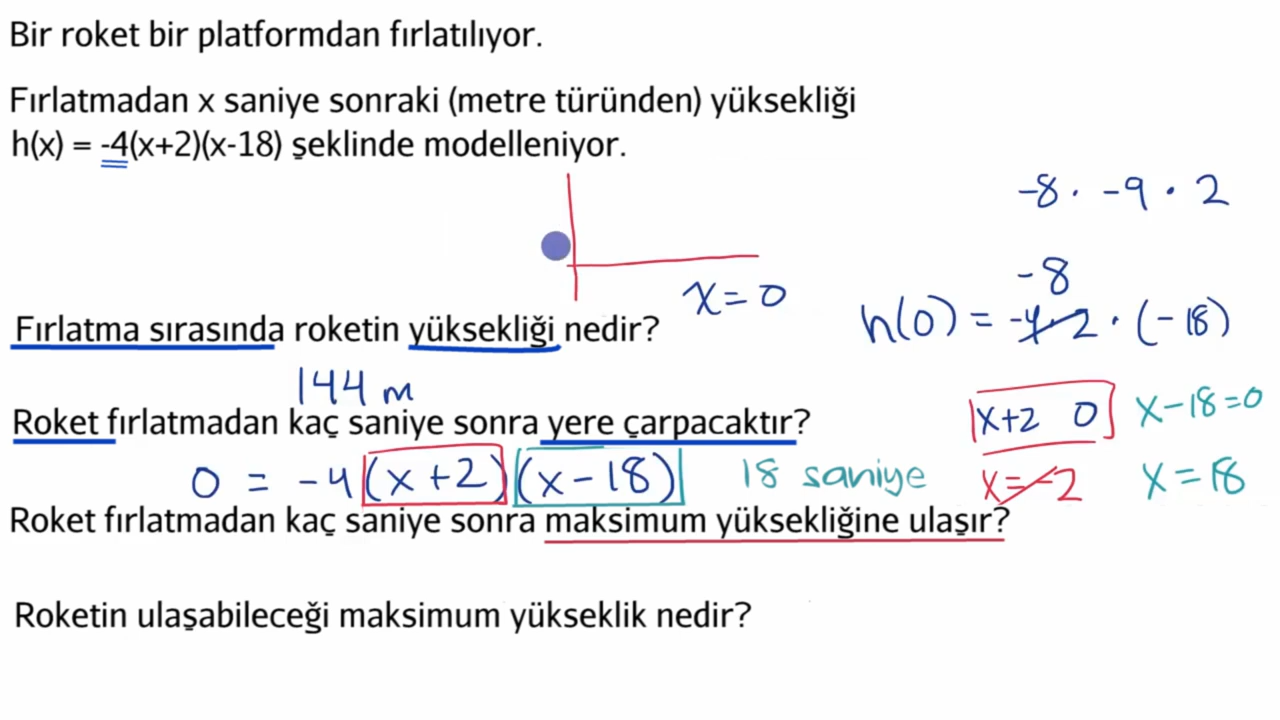 Bir roket bir platformdan fırlatılıyor.
Fırlatmadan x saniye sonraki (metre türünden) yüksekliği
h(x) = -4(x+2)(x-18) şeklinde modelleniyor.
-8 · -9 · 2
-8
x = 0
h(0) = -4·2 · (-18)
Fırlatma sırasında roketin yüksekliği nedir?
144 m
x+2 0
x-18=0
Roket fırlatmadan kaç saniye sonra yere çarpacaktır?
0 = -4(x+2)(x-18)
18 saniye
x=-2
x=18
Roket fırlatmadan kaç saniye sonra maksimum yüksekliğine ulaşır?
Roketin ulaşabileceği maksimum yükseklik nedir?